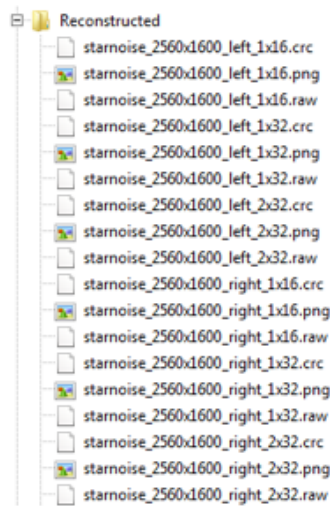 Reconstructed
starnoise_2560x1600_left_1x16.crc
starnoise_2560x1600_left_1x16.png
starnoise_2560x1600_left_1x16.raw
starnoise_2560x1600_left_1x32.crc
starnoise_2560x1600_left_1x32.png
starnoise_2560x1600_left_1x32.raw
starnoise_2560x1600_left_2x32.crc
starnoise_2560x1600_left_2x32.png
starnoise_2560x1600_left_2x32.raw
starnoise_2560x1600_right_1x16.crc
starnoise_2560x1600_right_1x16.png
starnoise_2560x1600_right_1x16.raw
starnoise_2560x1600_right_1x32.crc
starnoise_2560x1600_right_1x32.png
starnoise_2560x1600_right_1x32.raw
starnoise_2560x1600_right_2x32.crc
starnoise_2560x1600_right_2x32.png
starnoise_2560x1600_right_2x32.raw